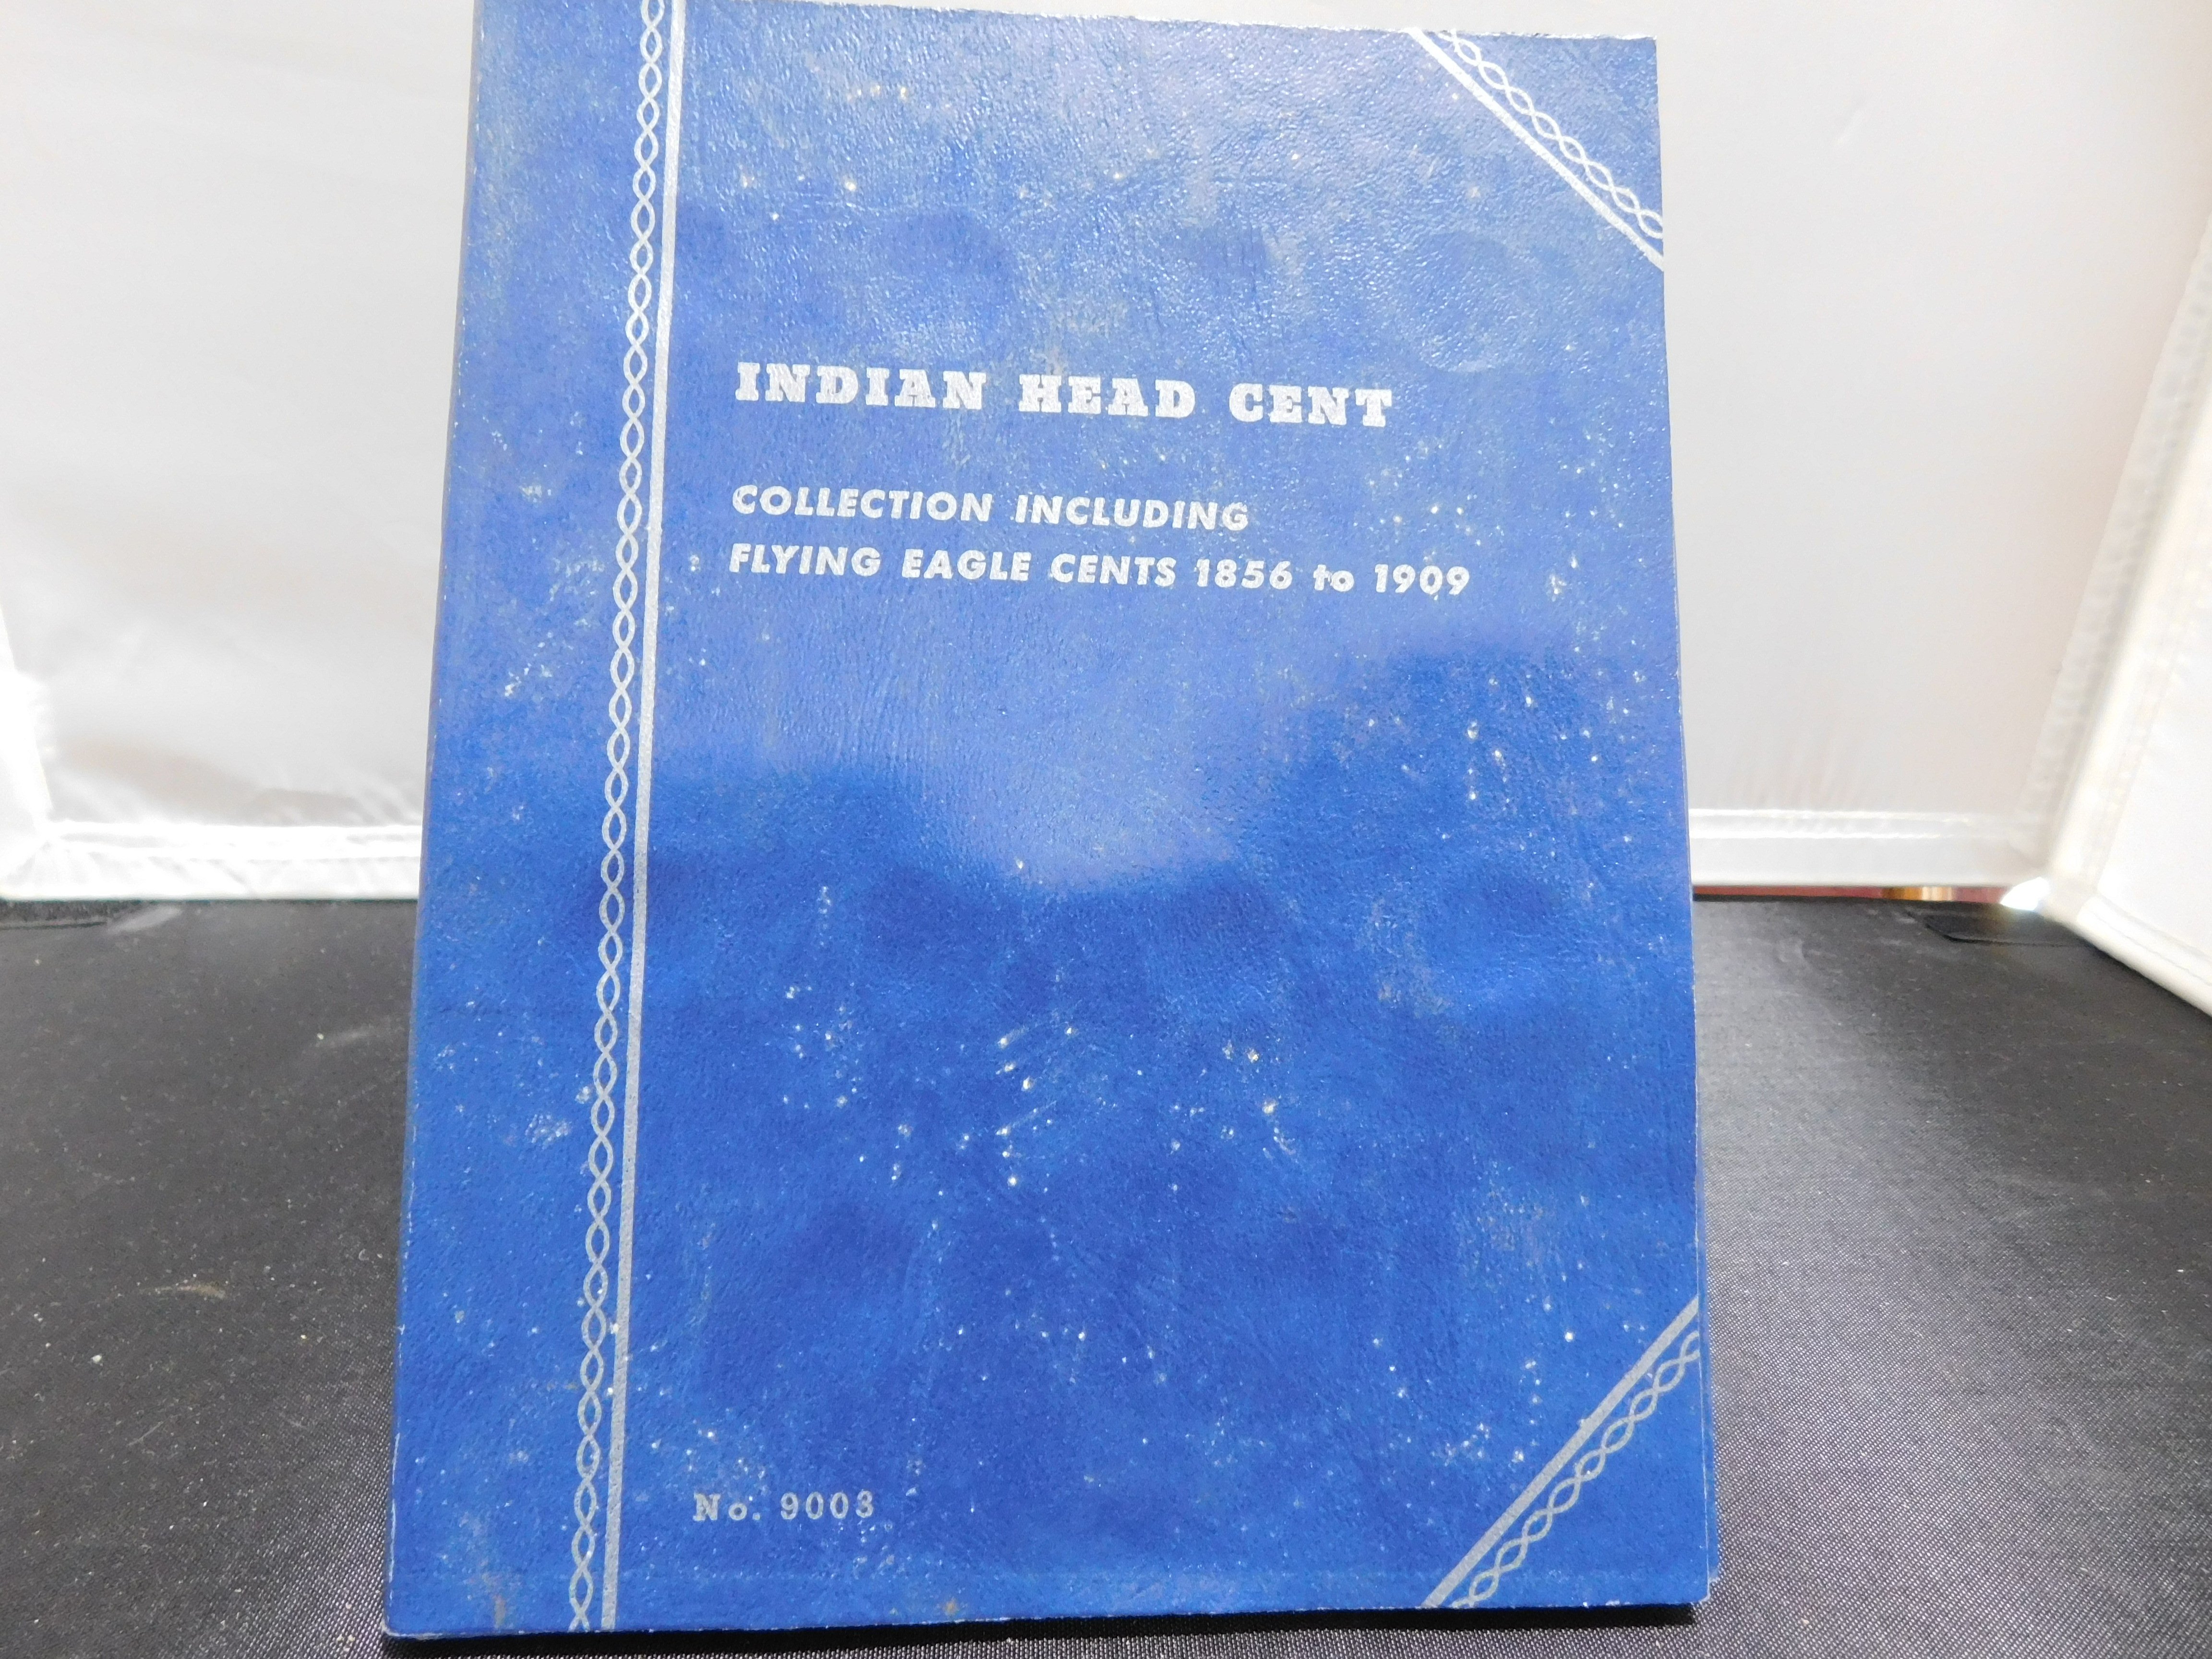 INDIAN HEAD CENT
COLLECTION INCLUDING
FLYING EAGLE CENTS 1856 to 1909
No. 9003